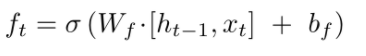 f_t = σ (W_f · [h_{t−1}, x_t] + b_f)